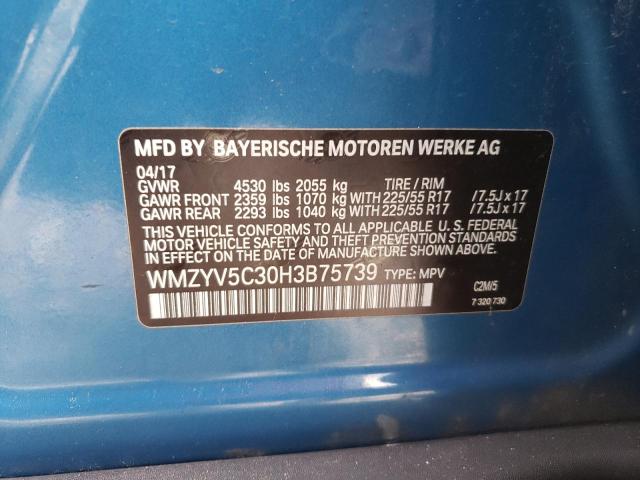 MFD BY BAYERISCHE MOTOREN WERKE AG
04/17
GVWR 4530 lbs 2055 kg TIRE / RIM
GAWR FRONT 2359 lbs 1070 kg WITH 225/55 R17 /7.5J x 17
GAWR REAR 2293 lbs 1040 kg WITH 225/55 R17 /7.5J x 17
THIS VEHICLE CONFORMS TO ALL APPLICABLE U. S. FEDERAL
MOTOR VEHICLE SAFETY AND THEFT PREVENTION STANDARDS
IN EFFECT ON THE DATE OF MANUFACTURE SHOWN ABOVE.
WMZYV5C30H3B75739 TYPE: MPV
C2M/5
7 320 730